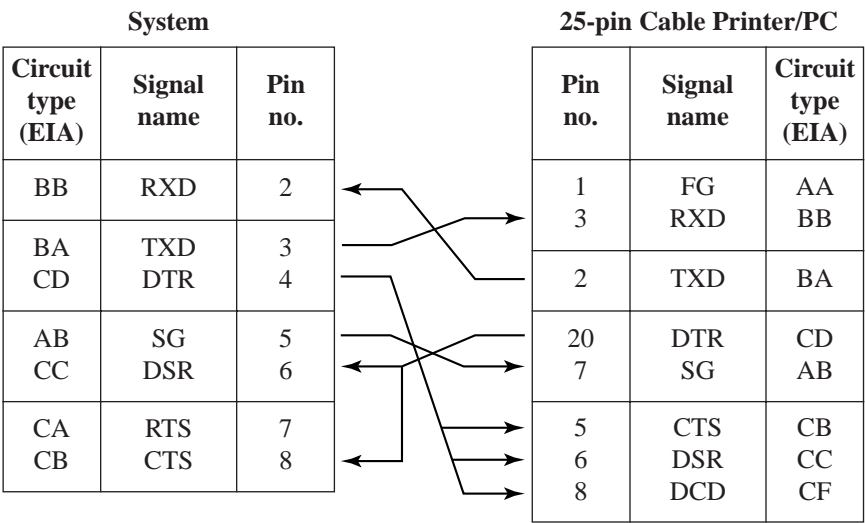 System
25-pin Cable Printer/PC
Circuit type (EIA) Signal name Pin no.
Pin no. Signal name Circuit type (EIA)
BB RXD 2
1 FG AA
3 RXD BB
BA TXD 3
CD DTR 4
2 TXD BA
AB SG 5
20 DTR CD
CC DSR 6
7 SG AB
CA RTS 7
5 CTS CB
CB CTS 8
6 DSR CC
8 DCD CF